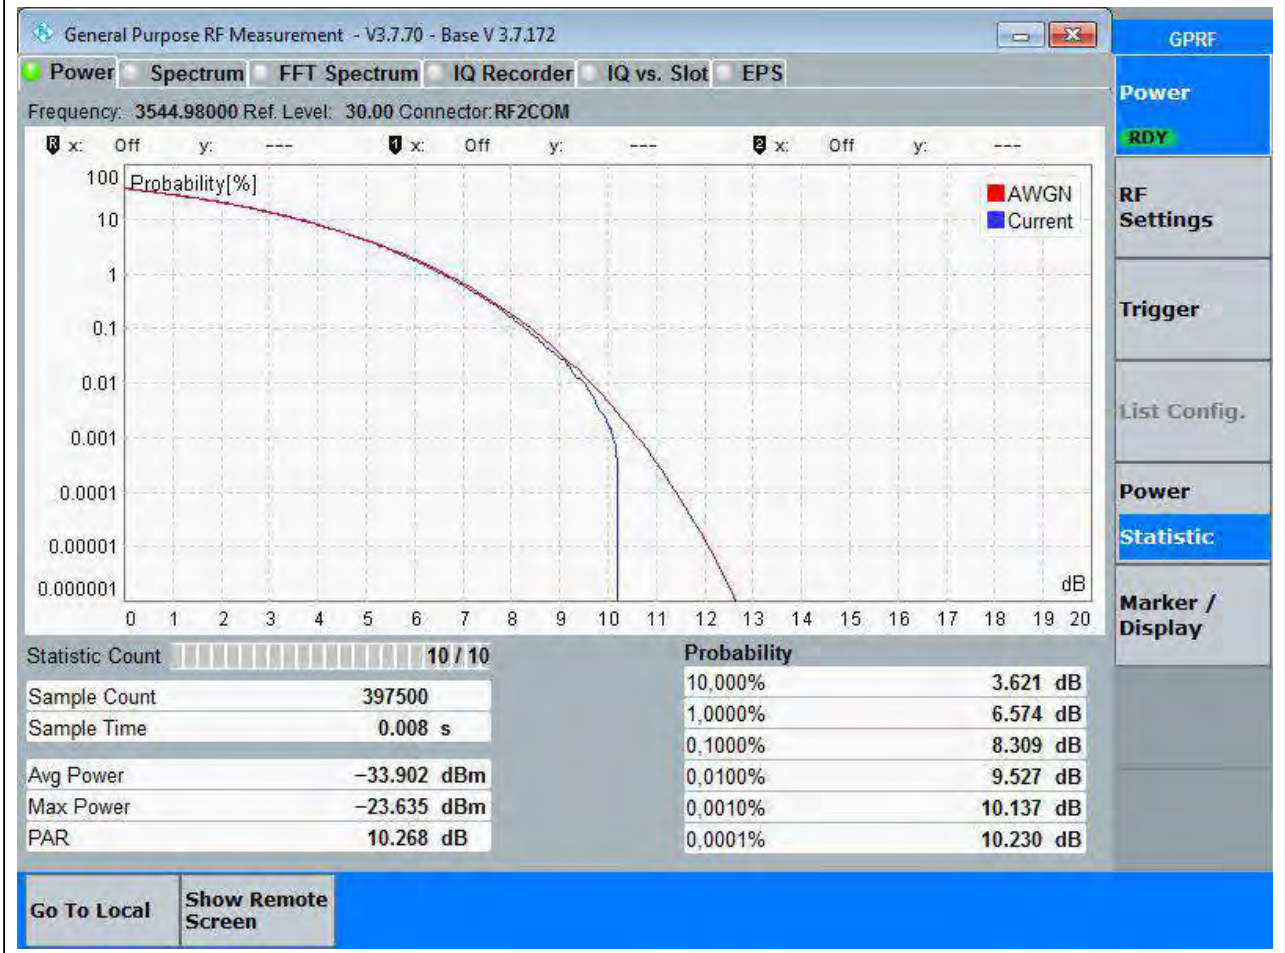 General Purpose RF Measurement - V3.7.70 - Base V 3.7.172
GPRF
Power Spectrum FFT Spectrum IQ Recorder IQ vs. Slot EPS
Frequency: 3544.98000 Ref. Level: 30.00 Connector:RF2COM
R x: Off y: --- 1 x: Off y: --- 2 x: Off y: ---
Probability[%]
AWGN
Current
100
10
1
0.1
0.01
0.001
0.0001
0.00001
0.000001
dB
0 1 2 3 4 5 6 7 8 9 10 11 12 13 14 15 16 17 18 19 20
Statistic Count 10 / 10
Sample Count 397500
Sample Time 0.008 s
Avg Power −33.902 dBm
Max Power −23.635 dBm
PAR 10.268 dB
Probability
10,000% 3.621 dB
1,0000% 6.574 dB
0,1000% 8.309 dB
0,0100% 9.527 dB
0,0010% 10.137 dB
0,0001% 10.230 dB
Power
RDY
RF
Settings
Trigger
List Config.
Power
Statistic
Marker /
Display
Go To Local
Show Remote
Screen